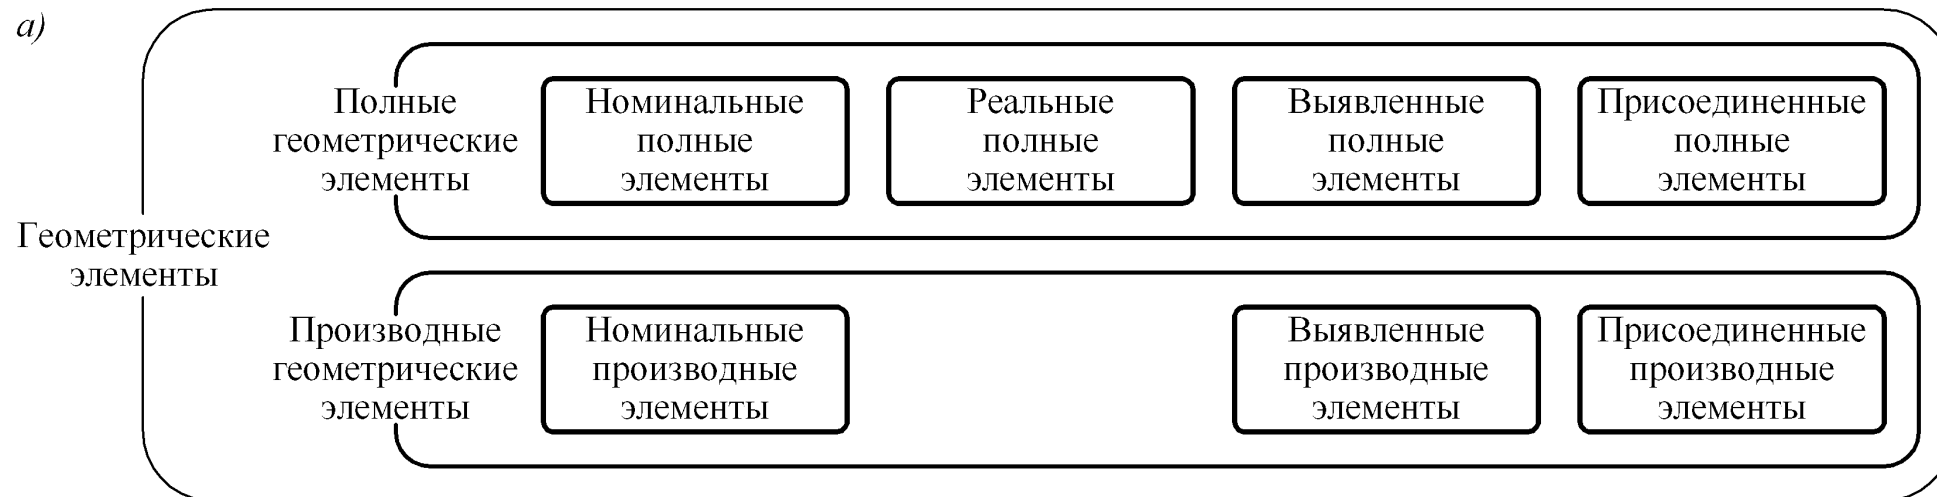 а)
Геометрические
элементы
Полные
геометрические
элементы
Номинальные
полные
элементы
Реальные
полные
элементы
Выявленные
полные
элементы
Присоединенные
полные
элементы
Производные
геометрические
элементы
Номинальные
производные
элементы
Выявленные
производные
элементы
Присоединенные
производные
элементы